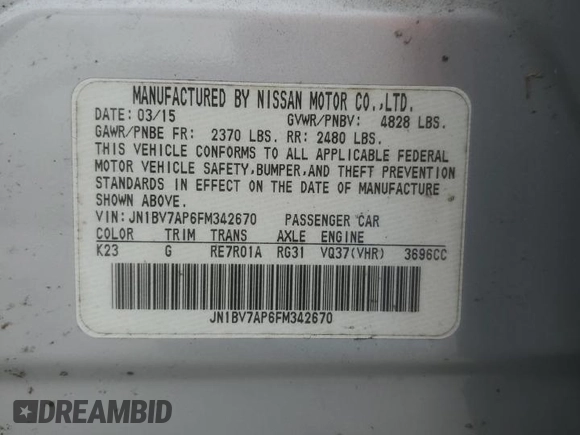 MANUFACTURED BY NISSAN MOTOR CO.,LTD.
DATE: 03/15 GVWR/PNBV: 4828 LBS.
GAWR/PNBE FR: 2370 LBS. RR: 2480 LBS.
THIS VEHICLE CONFORMS TO ALL APPLICABLE FEDERAL
MOTOR VEHICLE SAFETY,BUMPER,AND THEFT PREVENTION
STANDARDS IN EFFECT ON THE DATE OF MANUFACTURE
SHOWN ABOVE.
VIN: JN1BV7AP6FM342670 PASSENGER CAR
COLOR TRIM TRANS AXLE ENGINE
K23 G RE7R01A RG31 VQ37(VHR) 3696CC
JN1BV7AP6FM342670
DREAMBID